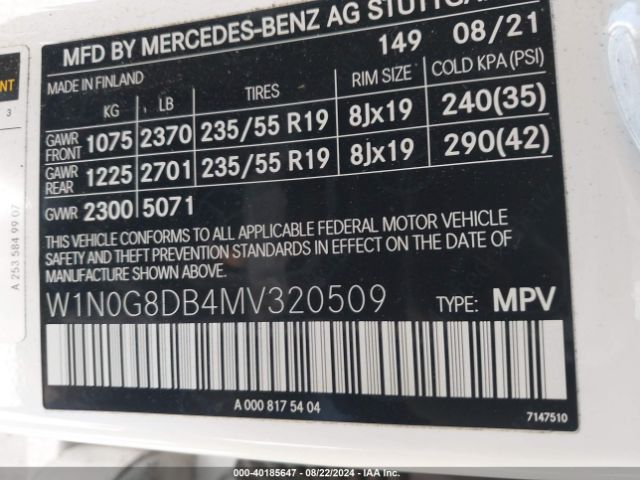 MFD BY MERCEDES-BENZ AG
149 08/21
MADE IN FINLAND
KG LB TIRES RIM SIZE COLD KPA (PSI)
GAWR FRONT 1075 2370 235/55 R19 8Jx19 240(35)
GAWR REAR 1225 2701 235/55 R19 8Jx19 290(42)
GVWR 2300 5071
THIS VEHICLE CONFORMS TO ALL APPLICABLE FEDERAL MOTOR VEHICLE
SAFETY AND THEFT PREVENTION STANDARDS IN EFFECT ON THE DATE OF
MANUFACTURE SHOWN ABOVE.
W1N0G8DB4MV320509 TYPE: MPV
A 000 817 54 04
7147510
A 253 584 99 07
3
000-40185647 - 08/22/2024 - IAA Inc.